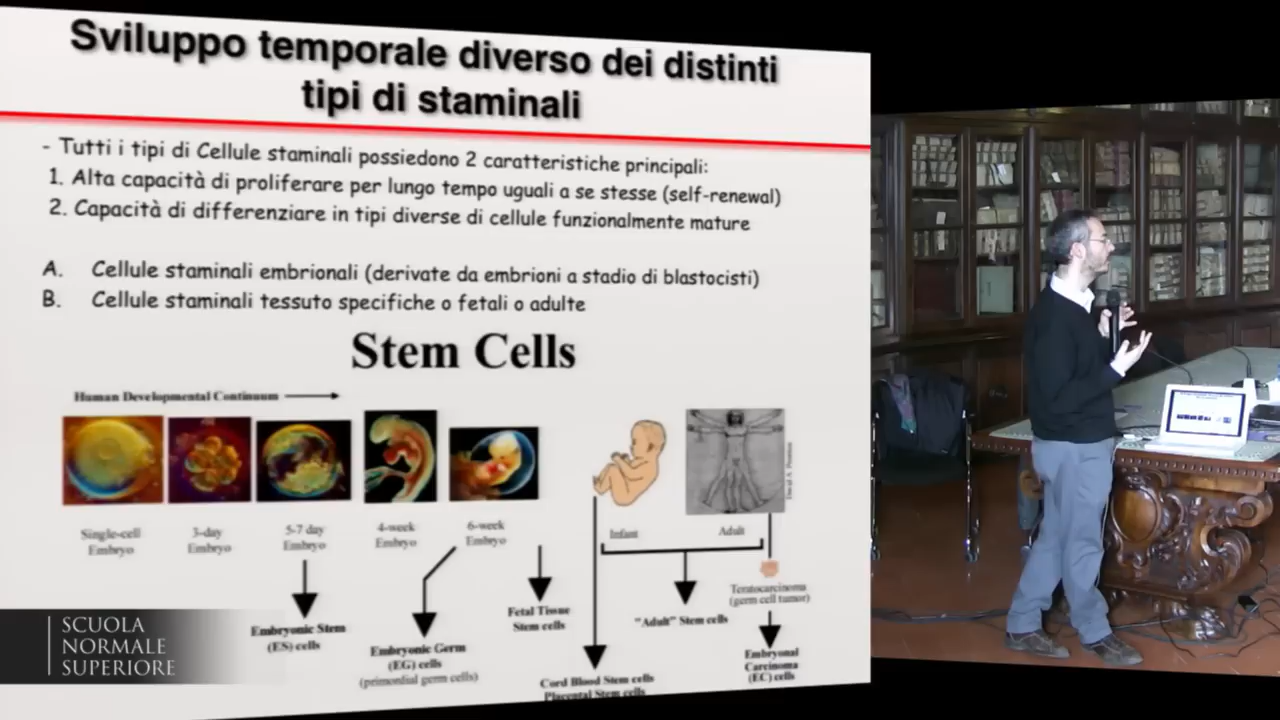 Sviluppo temporale diverso dei distinti
tipi di staminali
- Tutti i tipi di Cellule staminali possiedono 2 caratteristiche principali:
1. Alta capacità di proliferare per lungo tempo uguali a se stesse (self-renewal)
2. Capacità di differenziare in tipi diverse di cellule funzionalmente mature
A. Cellule staminali embrionali (derivate da embrioni a stadio di blastocisti)
B. Cellule staminali tessuto specifiche o fetali o adulte
Stem Cells
Human Developmental Continuum
Single-cell
Embryo
3-day
Embryo
5-7 day
Embryo
4-week
Embryo
6-week
Embryo
Infant
Adult
Embryonic Stem
(ES) cells
Embryonic Germ
(EG) cells
(primordial germ cells)
Fetal Tissue
Stem cells
Cord Blood Stem cells
Placental Stem cells
"Adult" Stem cells
Teratocarcinoma
(germ cell tumor)
Embryonal
Carcinoma
(EC) cells
SCUOLA
NORMALE
SUPERIORE